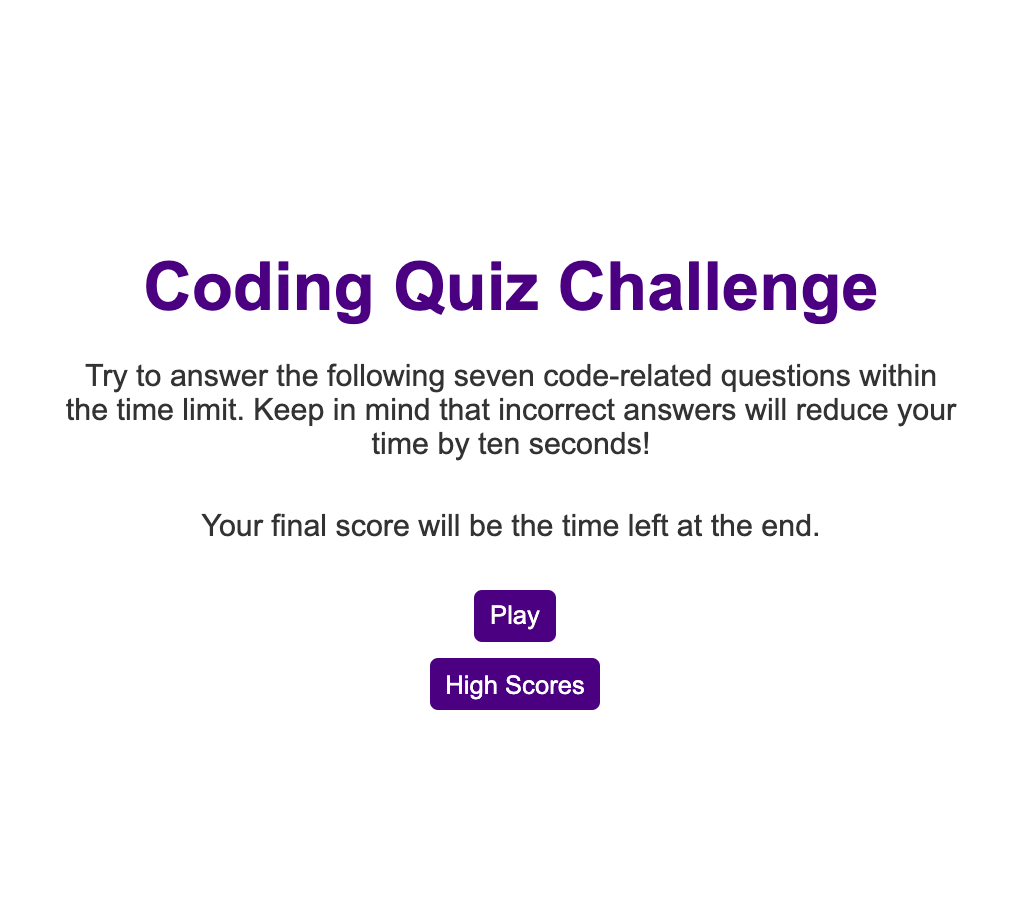 Coding Quiz Challenge
Try to answer the following seven code-related questions within
the time limit. Keep in mind that incorrect answers will reduce your
time by ten seconds!
Your final score will be the time left at the end.
Play
High Scores